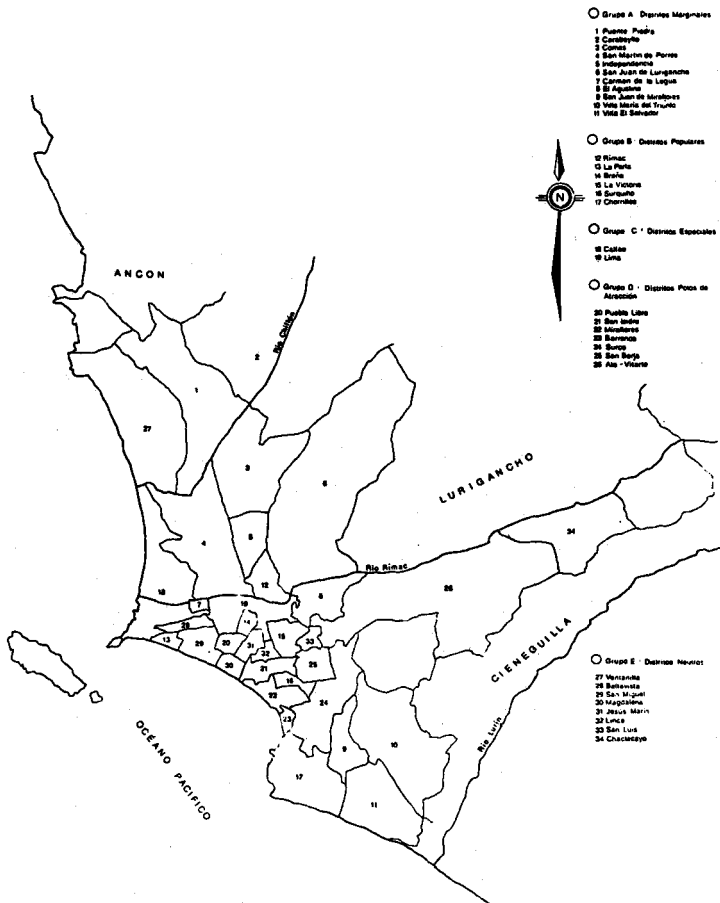 Grupo A · Distritos Marginales
1 Puente Piedra
2 Carabayllo
3 Comas
4 San Martín de Porres
5 Independencia
6 San Juan de Lurigancho
7 Carmen de la Legua
8 El Agustino
9 San Juan de Miraflores
10 Villa María del Triunfo
11 Villa El Salvador
Grupo B · Distritos Populares
12 Rímac
13 La Perla
14 Breña
15 La Victoria
16 Surquillo
17 Chorrillos
N
Grupo C · Distritos Especiales
18 Callao
19 Lima
Grupo D · Distritos Polos de
Atracción
20 Pueblo Libre
21 San Isidro
22 Miraflores
23 Barranco
24 Surco
25 San Borja
26 Ate - Vitarte
ANCON
Río Chillón
2
1
27
3
6
LURIGANCHO
4
5
34
Río Rímac
12
18
7
19
8
26
28
14
15
33
13
29
20
31
32
30
21
25
16
22
24
23
CIENEGUILLA
Río Lurín
9
10
17
11
OCÉANO PACIFICO
Grupo E · Distritos Neutros
27 Ventanilla
28 Bellavista
29 San Miguel
30 Magdalena
31 Jesús María
32 Lince
33 San Luis
34 Chaclacayo